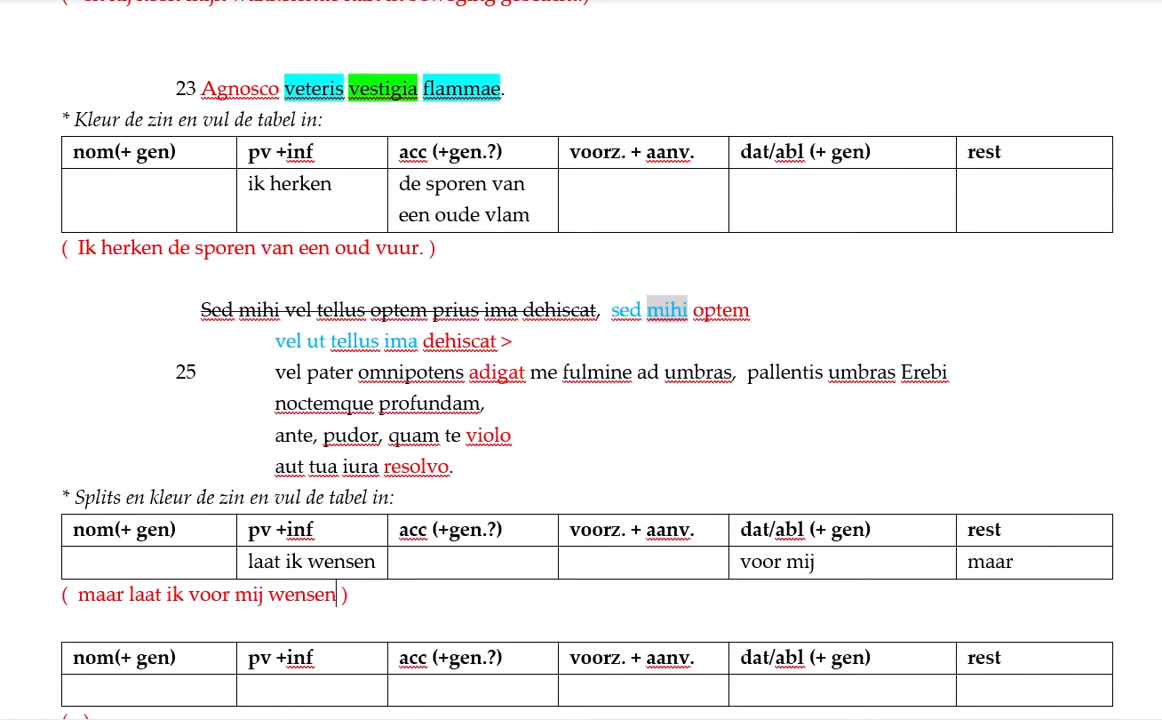 23 Agnosco veteris vestigia flammae.
* Kleur de zin en vul de tabel in:
nom(+ gen) pv +inf acc (+gen.?) voorz. + aanv. dat/abl (+ gen) rest
ik herken de sporen van
een oude vlam
( Ik herken de sporen van een oud vuur. )
Sed mihi vel tellus optem prius ima dehiscat, sed mihi optem
vel ut tellus ima dehiscat >
25 vel pater omnipotens adigat me fulmine ad umbras, pallentis umbras Erebi
noctemque profundam,
ante, pudor, quam te violo
aut tua iura resolvo.
* Splits en kleur de zin en vul de tabel in:
nom(+ gen) pv +inf acc (+gen.?) voorz. + aanv. dat/abl (+ gen) rest
laat ik wensen voor mij maar
( maar laat ik voor mij wensen )
nom(+ gen) pv +inf acc (+gen.?) voorz. + aanv. dat/abl (+ gen) rest